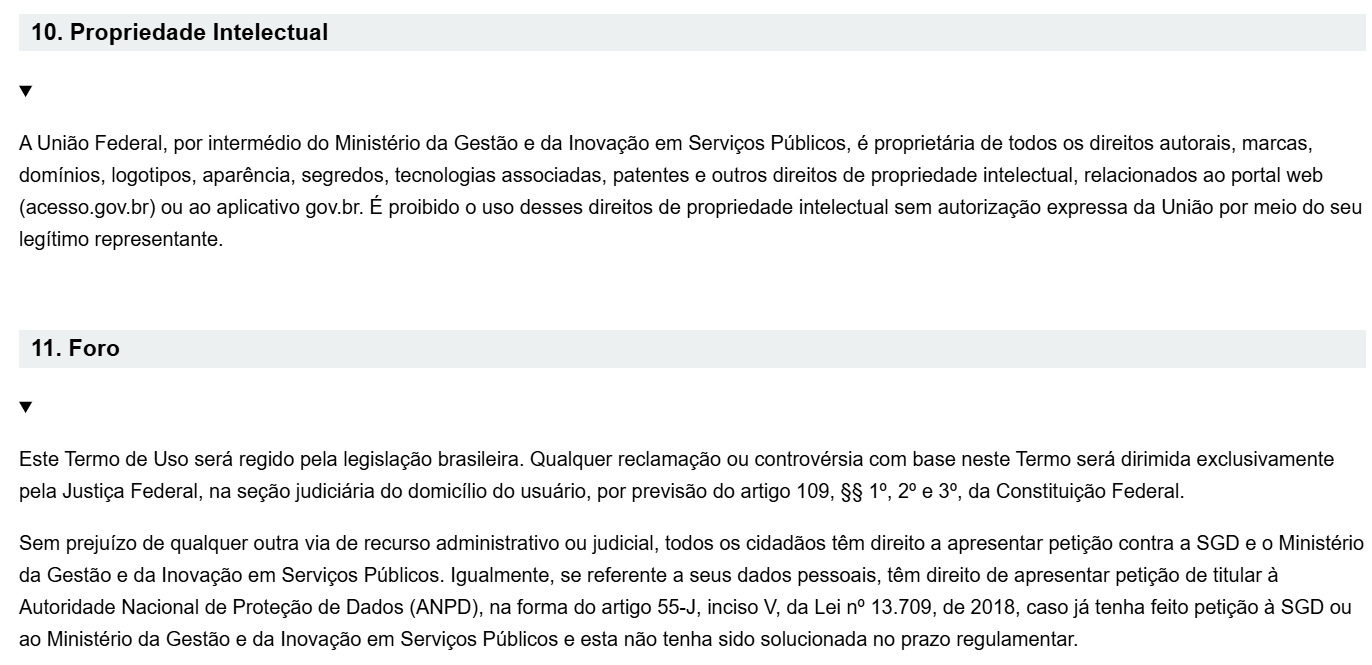 10. Propriedade Intelectual
A União Federal, por intermédio do Ministério da Gestão e da Inovação em Serviços Públicos, é proprietária de todos os direitos autorais, marcas,
domínios, logotipos, aparência, segredos, tecnologias associadas, patentes e outros direitos de propriedade intelectual, relacionados ao portal web
(acesso.gov.br) ou ao aplicativo gov.br. É proibido o uso desses direitos de propriedade intelectual sem autorização expressa da União por meio do seu
legítimo representante.
11. Foro
Este Termo de Uso será regido pela legislação brasileira. Qualquer reclamação ou controvérsia com base neste Termo será dirimida exclusivamente
pela Justiça Federal, na seção judiciária do domicílio do usuário, por previsão do artigo 109, §§ 1º, 2º e 3º, da Constituição Federal.
Sem prejuízo de qualquer outra via de recurso administrativo ou judicial, todos os cidadãos têm direito a apresentar petição contra a SGD e o Ministério
da Gestão e da Inovação em Serviços Públicos. Igualmente, se referente a seus dados pessoais, têm direito de apresentar petição de titular à
Autoridade Nacional de Proteção de Dados (ANPD), na forma do artigo 55-J, inciso V, da Lei nº 13.709, de 2018, caso já tenha feito petição à SGD ou
ao Ministério da Gestão e da Inovação em Serviços Públicos e esta não tenha sido solucionada no prazo regulamentar.